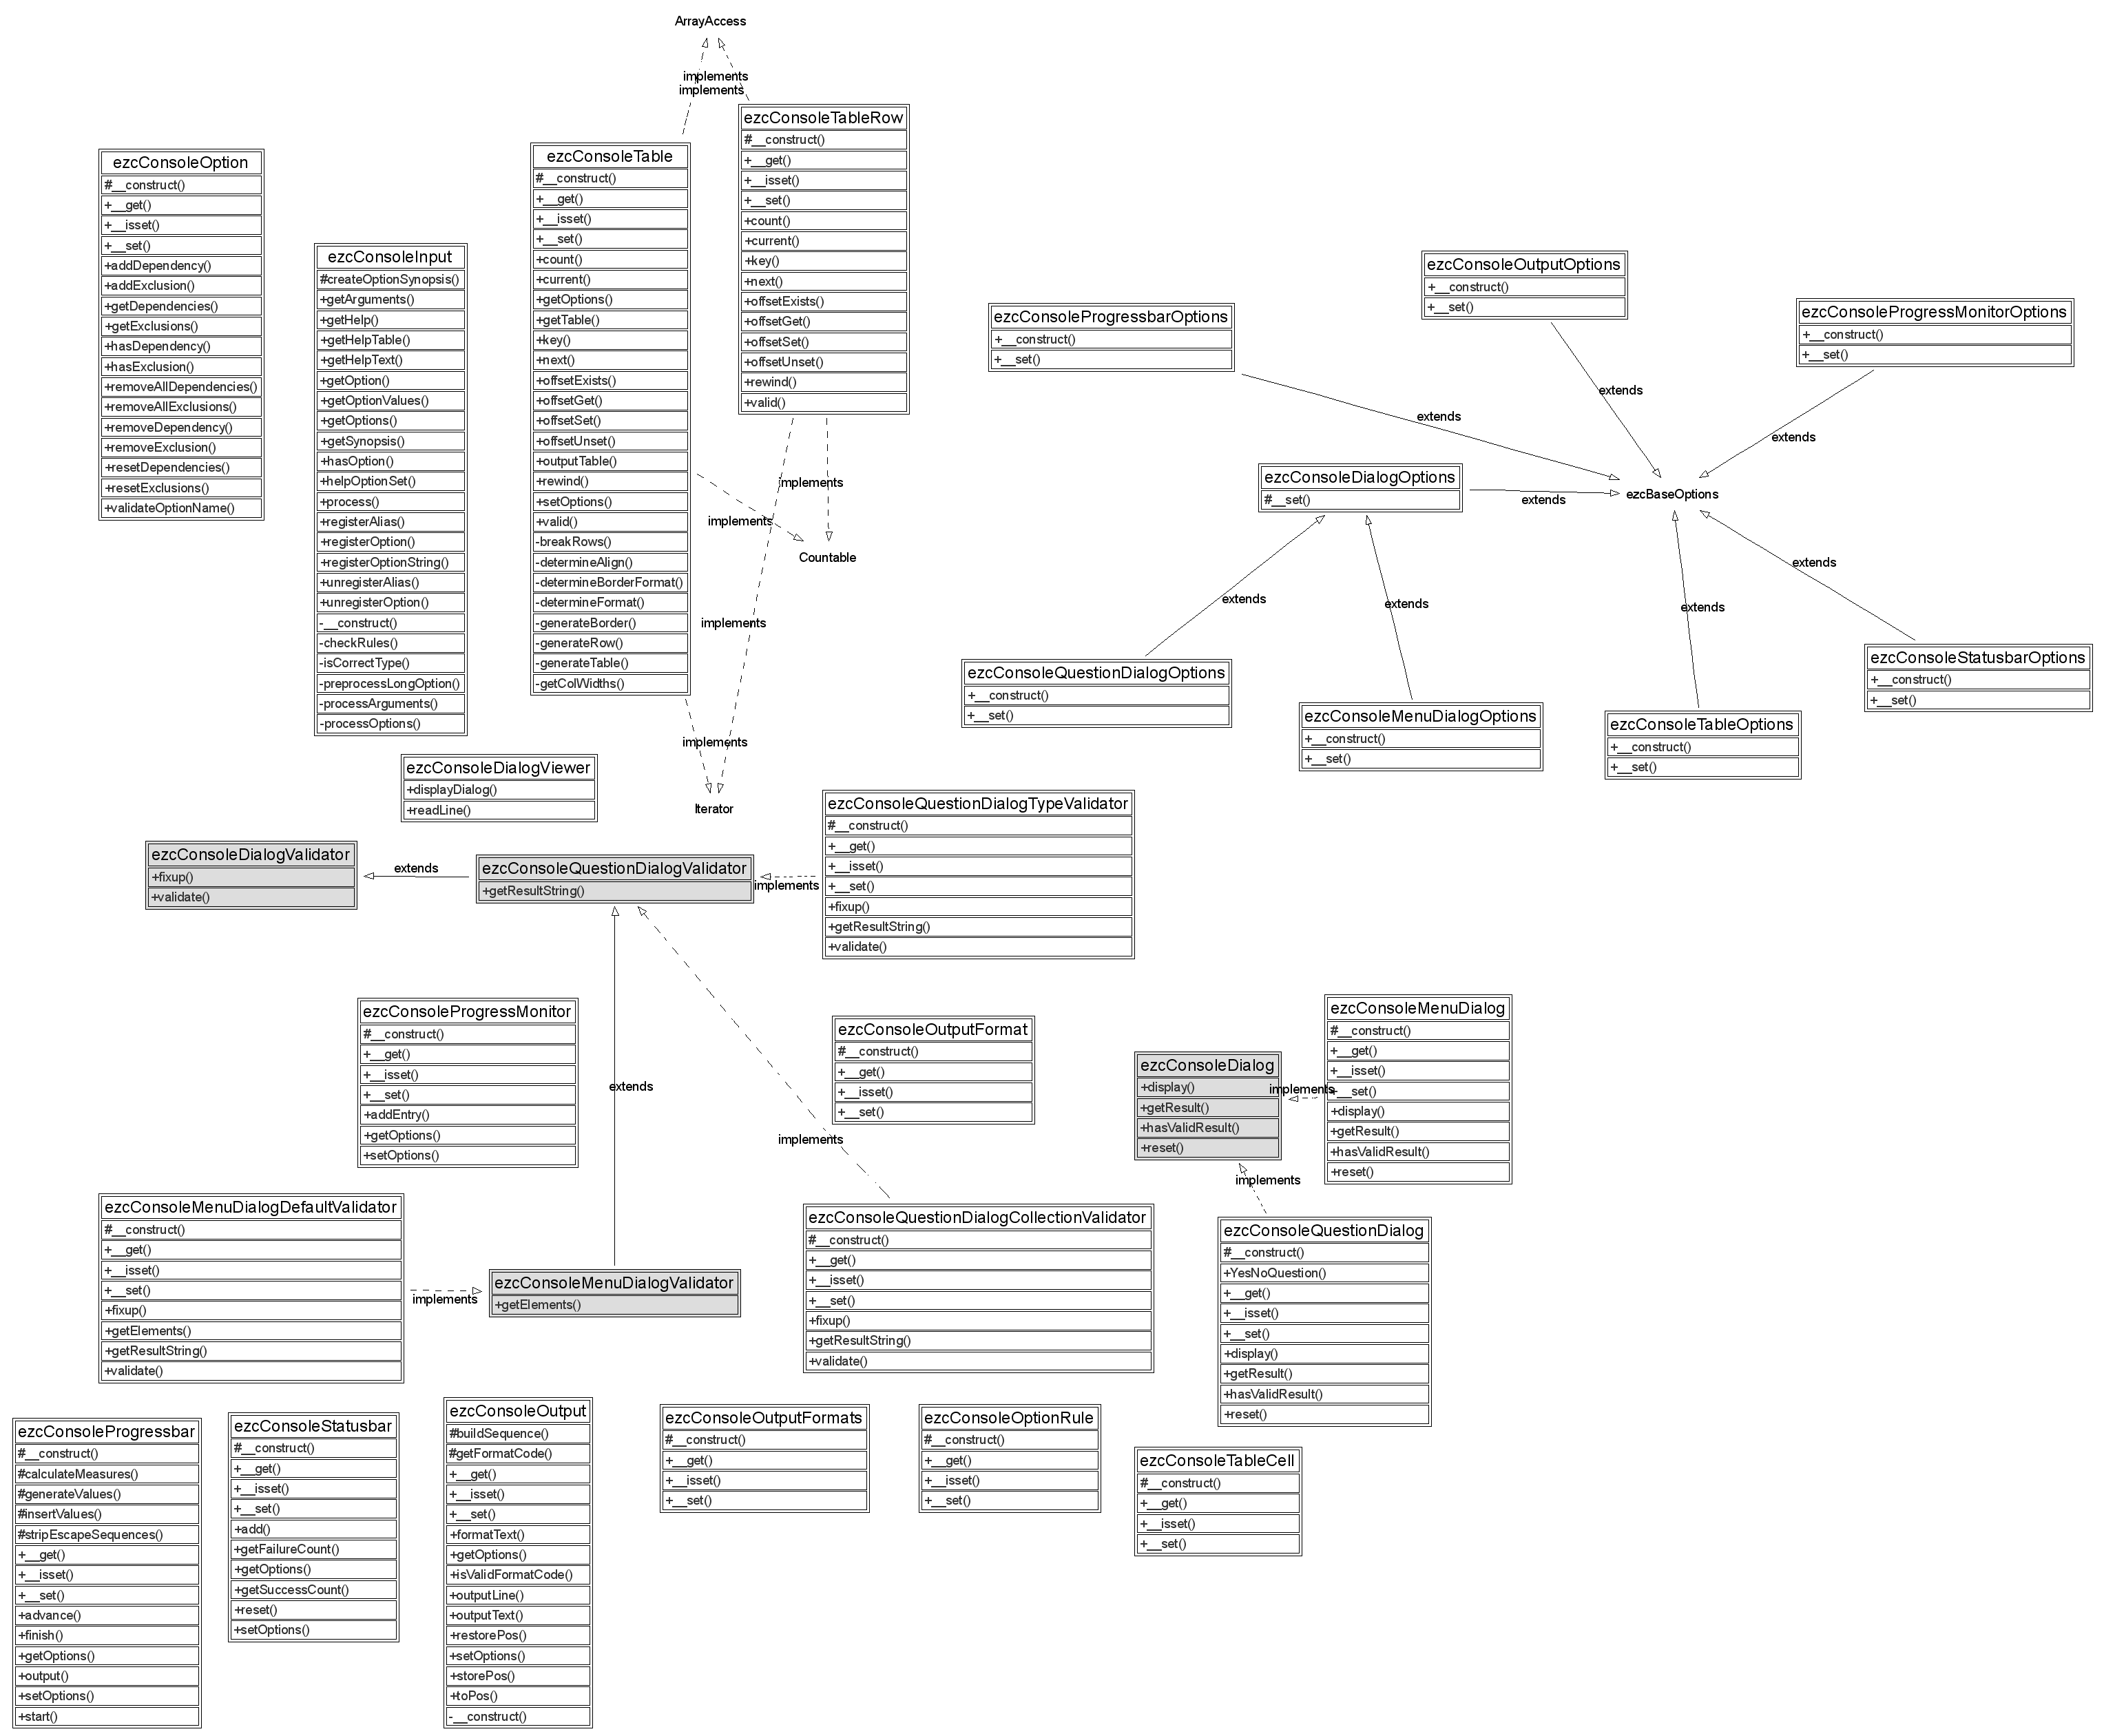 ArrayAccess
implements
implements
ezcConsoleTableRow
#__construct()
+__get()
+__isset()
+__set()
+count()
+current()
+key()
+next()
+offsetExists()
+offsetGet()
+offsetSet()
+offsetUnset()
+rewind()
+valid()
ezcConsoleTable
#__construct()
+__get()
+__isset()
+__set()
+count()
+current()
+getOptions()
+getTable()
+key()
+next()
+offsetExists()
+offsetGet()
+offsetSet()
+offsetUnset()
+outputTable()
+rewind()
+setOptions()
+valid()
-breakRows()
-determineAlign()
-determineBorderFormat()
-determineFormat()
-generateBorder()
-generateRow()
-generateTable()
-getColWidths()
ezcConsoleOption
#__construct()
+__get()
+__isset()
+__set()
+addDependency()
+addExclusion()
+getDependencies()
+getExclusions()
+hasDependency()
+hasExclusion()
+removeAllDependencies()
+removeAllExclusions()
+removeDependency()
+removeExclusion()
+resetDependencies()
+resetExclusions()
+validateOptionName()
ezcConsoleInput
#createOptionSynopsis()
+getArguments()
+getHelp()
+getHelpTable()
+getHelpText()
+getOption()
+getOptionValues()
+getOptions()
+getSynopsis()
+hasOption()
+helpOptionSet()
+process()
+registerAlias()
+registerOption()
+registerOptionString()
+unregisterAlias()
+unregisterOption()
-__construct()
-checkRules()
-isCorrectType()
-preprocessLongOption()
-processArguments()
-processOptions()
implements
implements
Countable
implements
implements
Iterator
ezcConsoleOutputOptions
+__construct()
+__set()
ezcConsoleProgressbarOptions
+__construct()
+__set()
ezcConsoleProgressMonitorOptions
+__construct()
+__set()
extends
extends
extends
ezcConsoleDialogOptions
#__set()
extends
ezcBaseOptions
extends
extends
extends
extends
ezcConsoleQuestionDialogOptions
+__construct()
+__set()
ezcConsoleMenuDialogOptions
+__construct()
+__set()
ezcConsoleTableOptions
+__construct()
+__set()
ezcConsoleStatusbarOptions
+__construct()
+__set()
ezcConsoleDialogViewer
+displayDialog()
+readLine()
ezcConsoleDialogValidator
+fixup()
+validate()
extends
ezcConsoleQuestionDialogValidator
+getResultString()
implements
ezcConsoleQuestionDialogTypeValidator
#__construct()
+__get()
+__isset()
+__set()
+fixup()
+getResultString()
+validate()
ezcConsoleProgressMonitor
#__construct()
+__get()
+__isset()
+__set()
+addEntry()
+getOptions()
+setOptions()
extends
implements
ezcConsoleOutputFormat
#__construct()
+__get()
+__isset()
+__set()
ezcConsoleDialog
+display()
+getResult()
+hasValidResult()
+reset()
implements
ezcConsoleMenuDialog
#__construct()
+__get()
+__isset()
+__set()
+display()
+getResult()
+hasValidResult()
+reset()
implements
ezcConsoleMenuDialogDefaultValidator
#__construct()
+__get()
+__isset()
+__set()
+fixup()
+getElements()
+getResultString()
+validate()
implements
ezcConsoleMenuDialogValidator
+getElements()
ezcConsoleQuestionDialogCollectionValidator
#__construct()
+__get()
+__isset()
+__set()
+fixup()
+getResultString()
+validate()
ezcConsoleQuestionDialog
#__construct()
+YesNoQuestion()
+__get()
+__isset()
+__set()
+display()
+getResult()
+hasValidResult()
+reset()
ezcConsoleProgressbar
#__construct()
#calculateMeasures()
#generateValues()
#insertValues()
#stripEscapeSequences()
+__get()
+__isset()
+__set()
+advance()
+finish()
+getOptions()
+output()
+setOptions()
+start()
ezcConsoleStatusbar
#__construct()
+__get()
+__isset()
+__set()
+add()
+getFailureCount()
+getOptions()
+getSuccessCount()
+reset()
+setOptions()
ezcConsoleOutput
#buildSequence()
#getFormatCode()
+__get()
+__isset()
+__set()
+formatText()
+getOptions()
+isValidFormatCode()
+outputLine()
+outputText()
+restorePos()
+setOptions()
+storePos()
+toPos()
-__construct()
ezcConsoleOutputFormats
#__construct()
+__get()
+__isset()
+__set()
ezcConsoleOptionRule
#__construct()
+__get()
+__isset()
+__set()
ezcConsoleTableCell
#__construct()
+__get()
+__isset()
+__set()